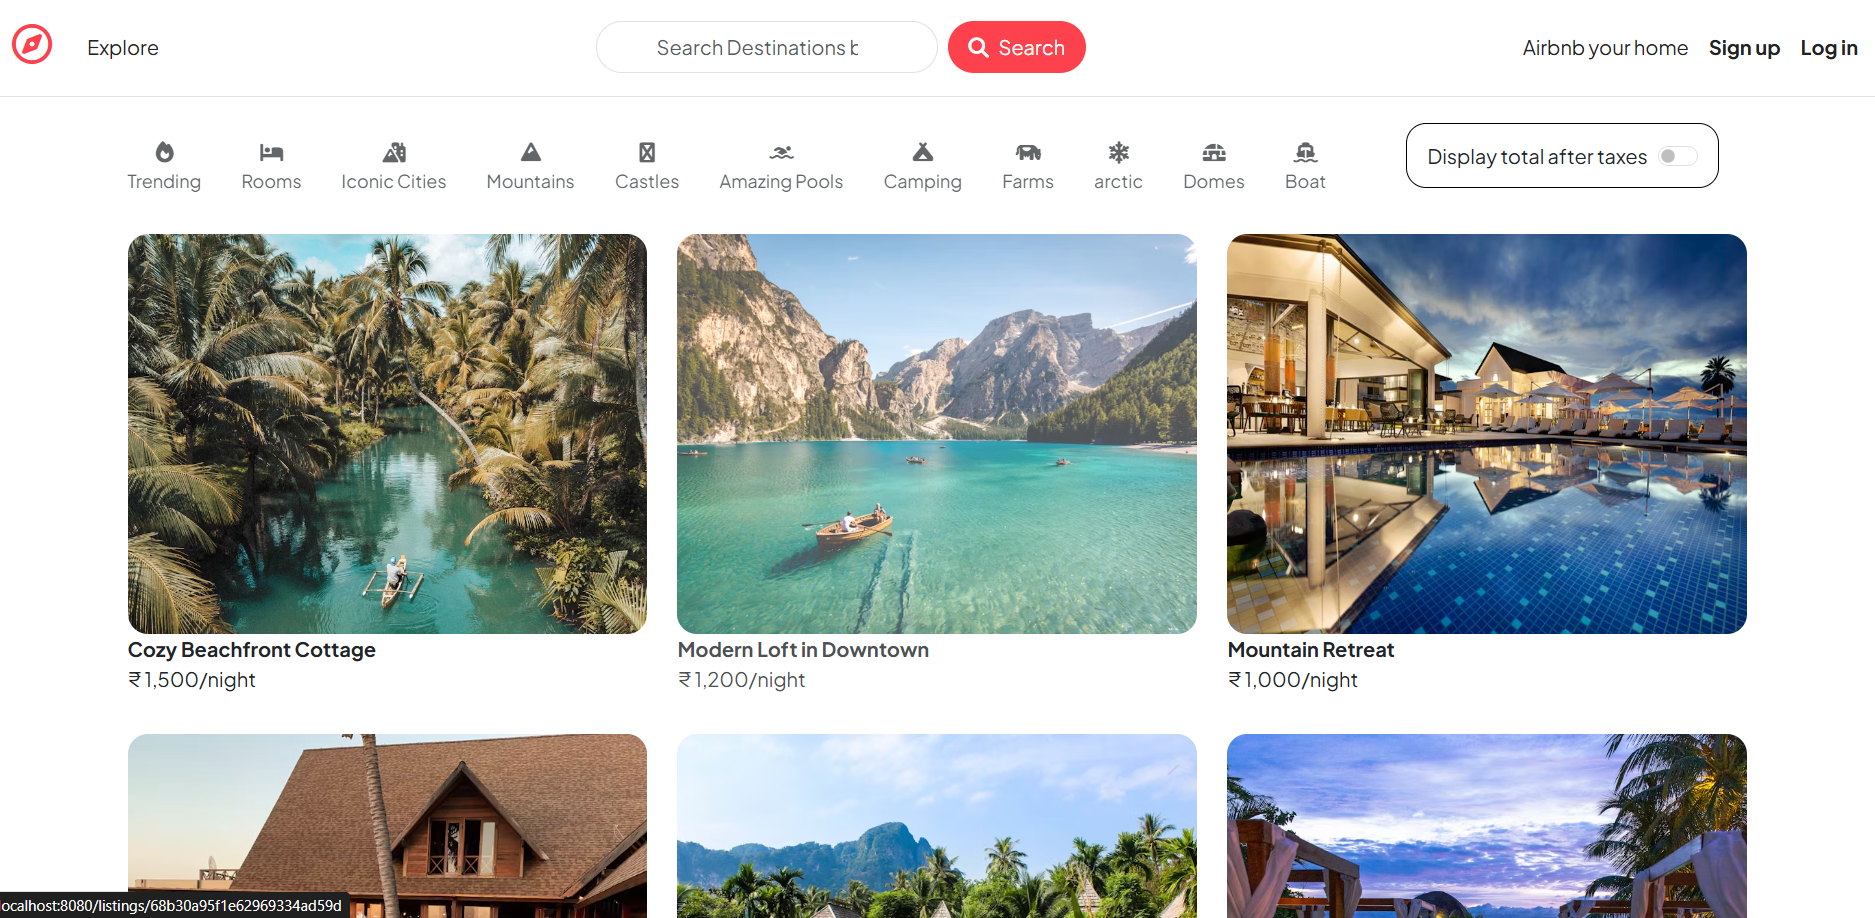 Explore
Search Destinations b
Search
Airbnb your home
Sign up
Log in
Trending
Rooms
Iconic Cities
Mountains
Castles
Amazing Pools
Camping
Farms
arctic
Domes
Boat
Display total after taxes
Cozy Beachfront Cottage
₹1,500/night
Modern Loft in Downtown
₹1,200/night
Mountain Retreat
₹1,000/night
localhost:8080/listings/68b30a95f1e62969334ad59d